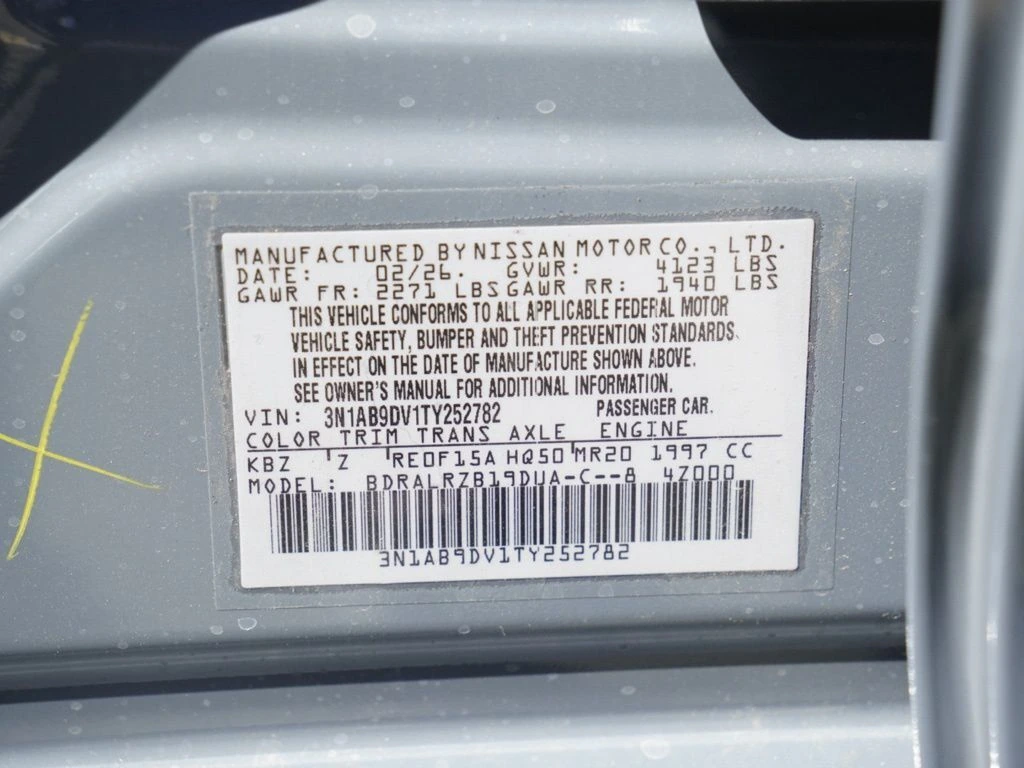 MANUFACTURED BY NISSAN MOTOR CO., LTD.
DATE: 02/26. GVWR: 4123 LBS
GAWR FR: 2271 LBS GAWR RR: 1940 LBS
THIS VEHICLE CONFORMS TO ALL APPLICABLE FEDERAL MOTOR
VEHICLE SAFETY, BUMPER AND THEFT PREVENTION STANDARDS.
IN EFFECT ON THE DATE OF MANUFACTURE SHOWN ABOVE.
SEE OWNER'S MANUAL FOR ADDITIONAL INFORMATION.
VIN: 3N1AB9DV1TY252782 PASSENGER CAR.
COLOR TRIM TRANS AXLE ENGINE
KBZ Z RE0F15A HQ50 MR20 1997 CC
MODEL: BDRALRZB19DUA-C--8 4Z000
3N1AB9DV1TY252782